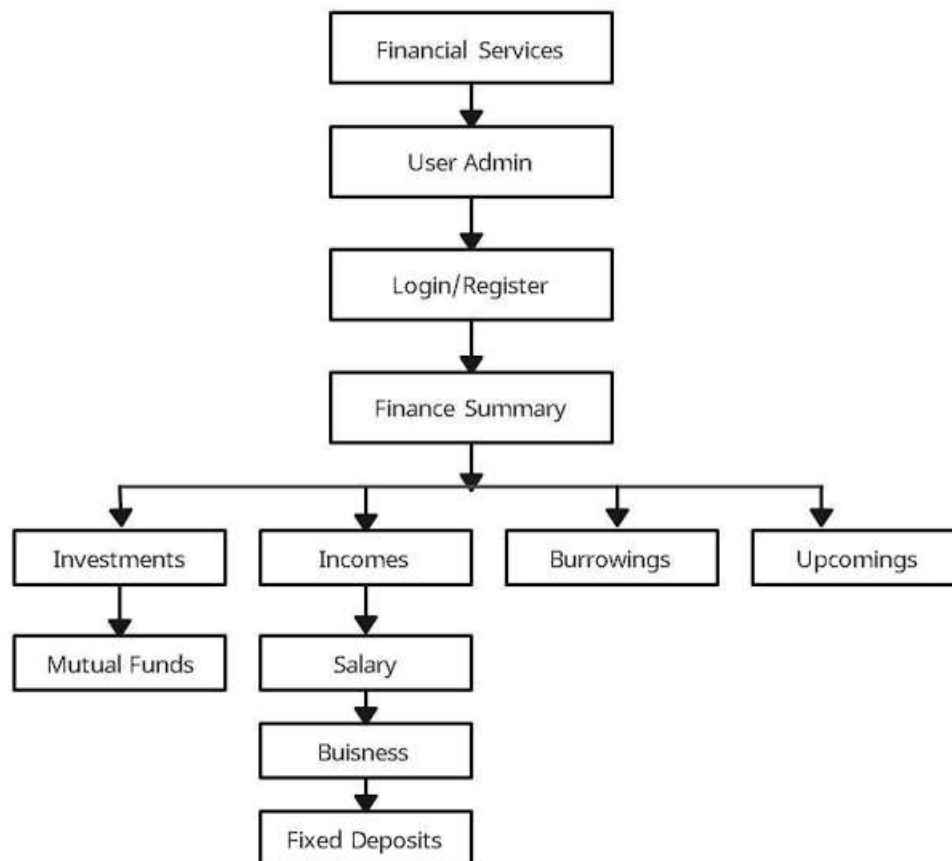 Financial Services
User Admin
Login/Register
Finance Summary
Investments
Incomes
Burrowings
Upcomings
Mutual Funds
Salary
Buisness
Fixed Deposits